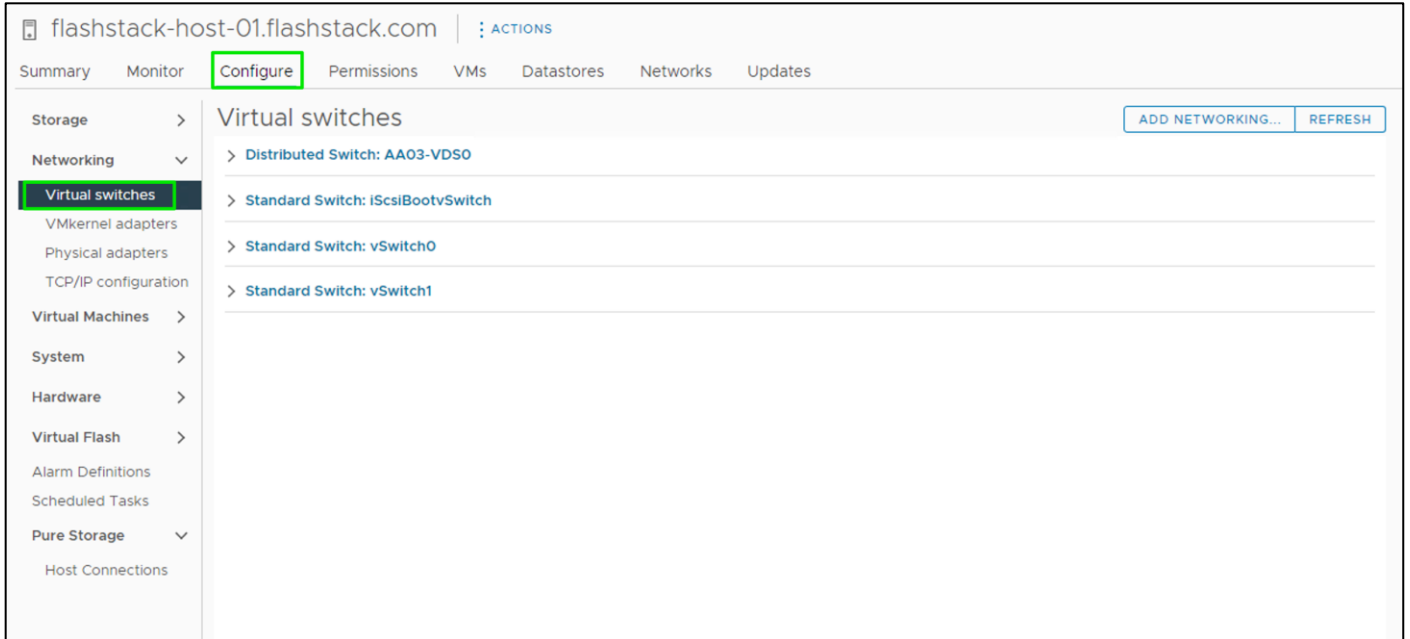 flashstack-host-01.flashstack.com ACTIONS
Summary Monitor Configure Permissions VMs Datastores Networks Updates
Storage
Networking
Virtual switches
VMkernel adapters
Physical adapters
TCP/IP configuration
Virtual Machines
System
Hardware
Virtual Flash
Alarm Definitions
Scheduled Tasks
Pure Storage
Host Connections
Virtual switches
ADD NETWORKING... REFRESH
Distributed Switch: AA03-VDS0
Standard Switch: iScsiBootvSwitch
Standard Switch: vSwitch0
Standard Switch: vSwitch1